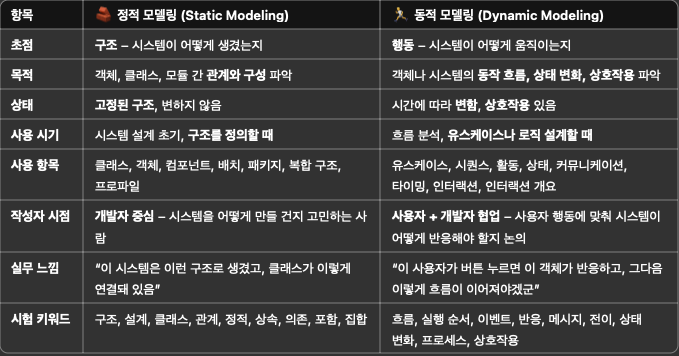 항목 🪨 정적 모델링 (Static Modeling) 🏃 동적 모델링 (Dynamic Modeling)
초점 구조 – 시스템이 어떻게 생겼는지 행동 – 시스템이 어떻게 움직이는지
목적 객체, 클래스, 모듈 간 관계와 구성 파악 객체나 시스템의 동작 흐름, 상태 변화, 상호작용 파악
상태 고정된 구조, 변하지 않음 시간에 따라 변함, 상호작용 있음
사용 시기 시스템 설계 초기, 구조를 정의할 때 흐름 분석, 유스케이스나 로직 설계할 때
사용 항목 클래스, 객체, 컴포넌트, 배치, 패키지, 복합 구조, 유스케이스, 시퀀스, 활동, 상태, 커뮤니케이션,
프로파일 타이밍, 인터랙션, 인터랙션 개요
작성자 시점 개발자 중심 – 시스템을 어떻게 만들 건지 고민하는 사 사용자 + 개발자 협업 – 사용자 행동에 맞춰 시스템이
람 어떻게 반응해야 할지 논의
실무 느낌 “이 시스템은 이런 구조로 생겼고, 클래스가 이렇게 “이 사용자가 버튼 누르면 이 객체가 반응하고, 그다음
연결돼 있음” 이렇게 흐름이 이어져야겠군”
시험 키워드 구조, 설계, 클래스, 관계, 정적, 상속, 의존, 포함, 집합 흐름, 실행 순서, 이벤트, 반응, 메시지, 전이, 상태
변화, 프로세스, 상호작용